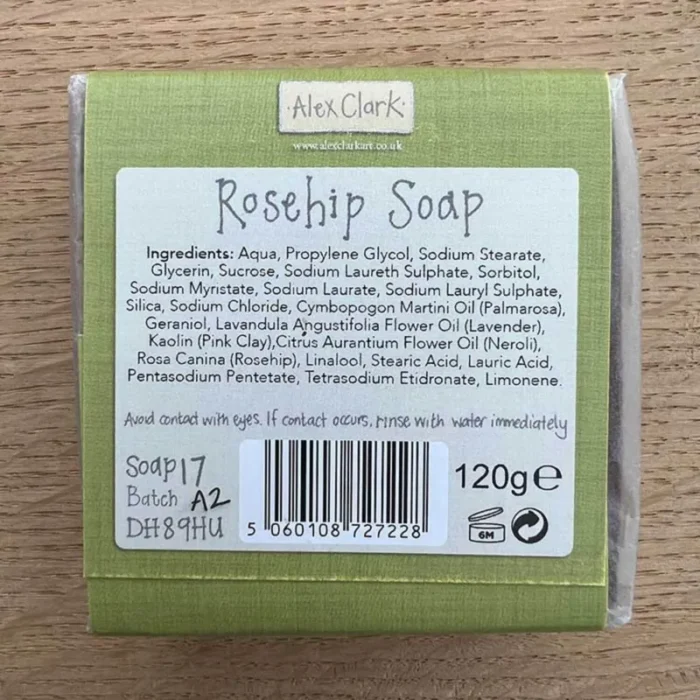 Alex Clark
www.alexclarkart.co.uk
Rosehip Soap
Ingredients: Aqua, Propylene Glycol, Sodium Stearate,
Glycerin, Sucrose, Sodium Laureth Sulphate, Sorbitol,
Sodium Myristate, Sodium Laurate, Sodium Lauryl Sulphate,
Silica, Sodium Chloride, Cymbopogon Martini Oil (Palmarosa),
Geraniol, Lavandula Angustifolia Flower Oil (Lavender),
Kaolin (Pink Clay),Citrus Aurantium Flower Oil (Neroli),
Rosa Canina (Rosehip), Linalool, Stearic Acid, Lauric Acid,
Pentasodium Pentetate, Tetrasodium Etidronate, Limonene.
Avoid contact with eyes. If contact occurs, rinse with water immediately
Soap17
Batch A2
DH89HU
5 060108 727228
120g e
6M